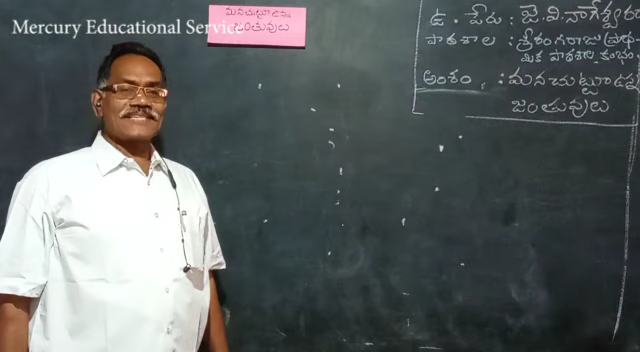 Mercury Educational Service
మనచుట్టూఉన్న
జంతువులు
ఉ. పేరు : జె.వి.నాగేశ్వర
పాఠశాల : శ్రీరంగరాజు ప్రాథ
మిక పాఠశాల, కంభం
అంశం : మనచుట్టూఉన్న
జంతువులు